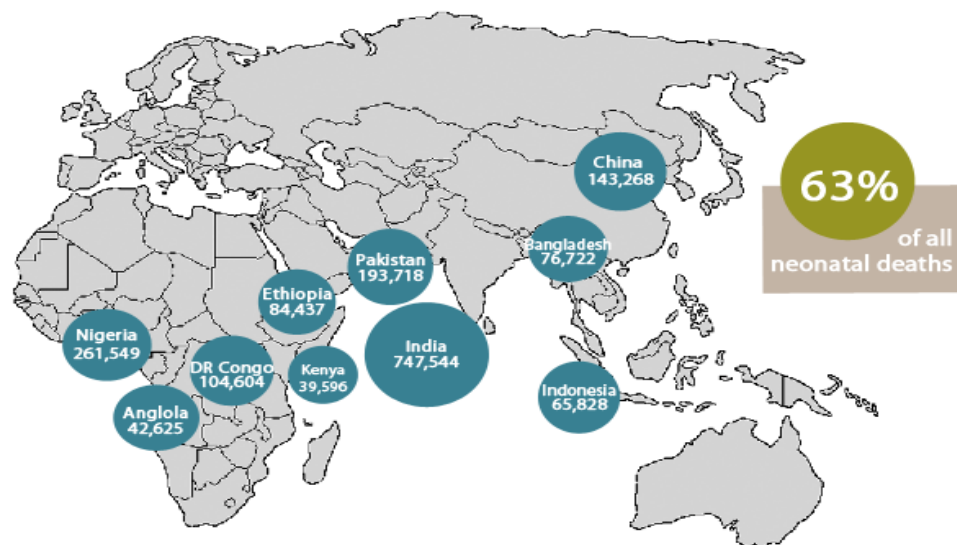 China
143,268
63%
of all
neonatal deaths
Bangladesh
76,722
Pakistan
193,718
Ethiopia
84,437
Nigeria
261,549
India
747,544
DR Congo
104,604
Kenya
39,596
Indonesia
65,828
Anglola
42,625